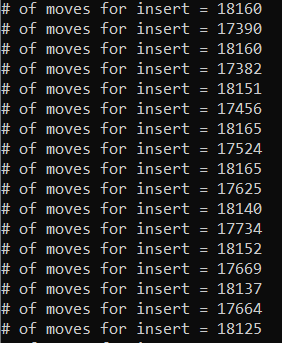 # of moves for insert = 18160
# of moves for insert = 17390
# of moves for insert = 18160
# of moves for insert = 17382
# of moves for insert = 18151
# of moves for insert = 17456
# of moves for insert = 18165
# of moves for insert = 17524
# of moves for insert = 18165
# of moves for insert = 17625
# of moves for insert = 18140
# of moves for insert = 17734
# of moves for insert = 18152
# of moves for insert = 17669
# of moves for insert = 18137
# of moves for insert = 17664
# of moves for insert = 18125